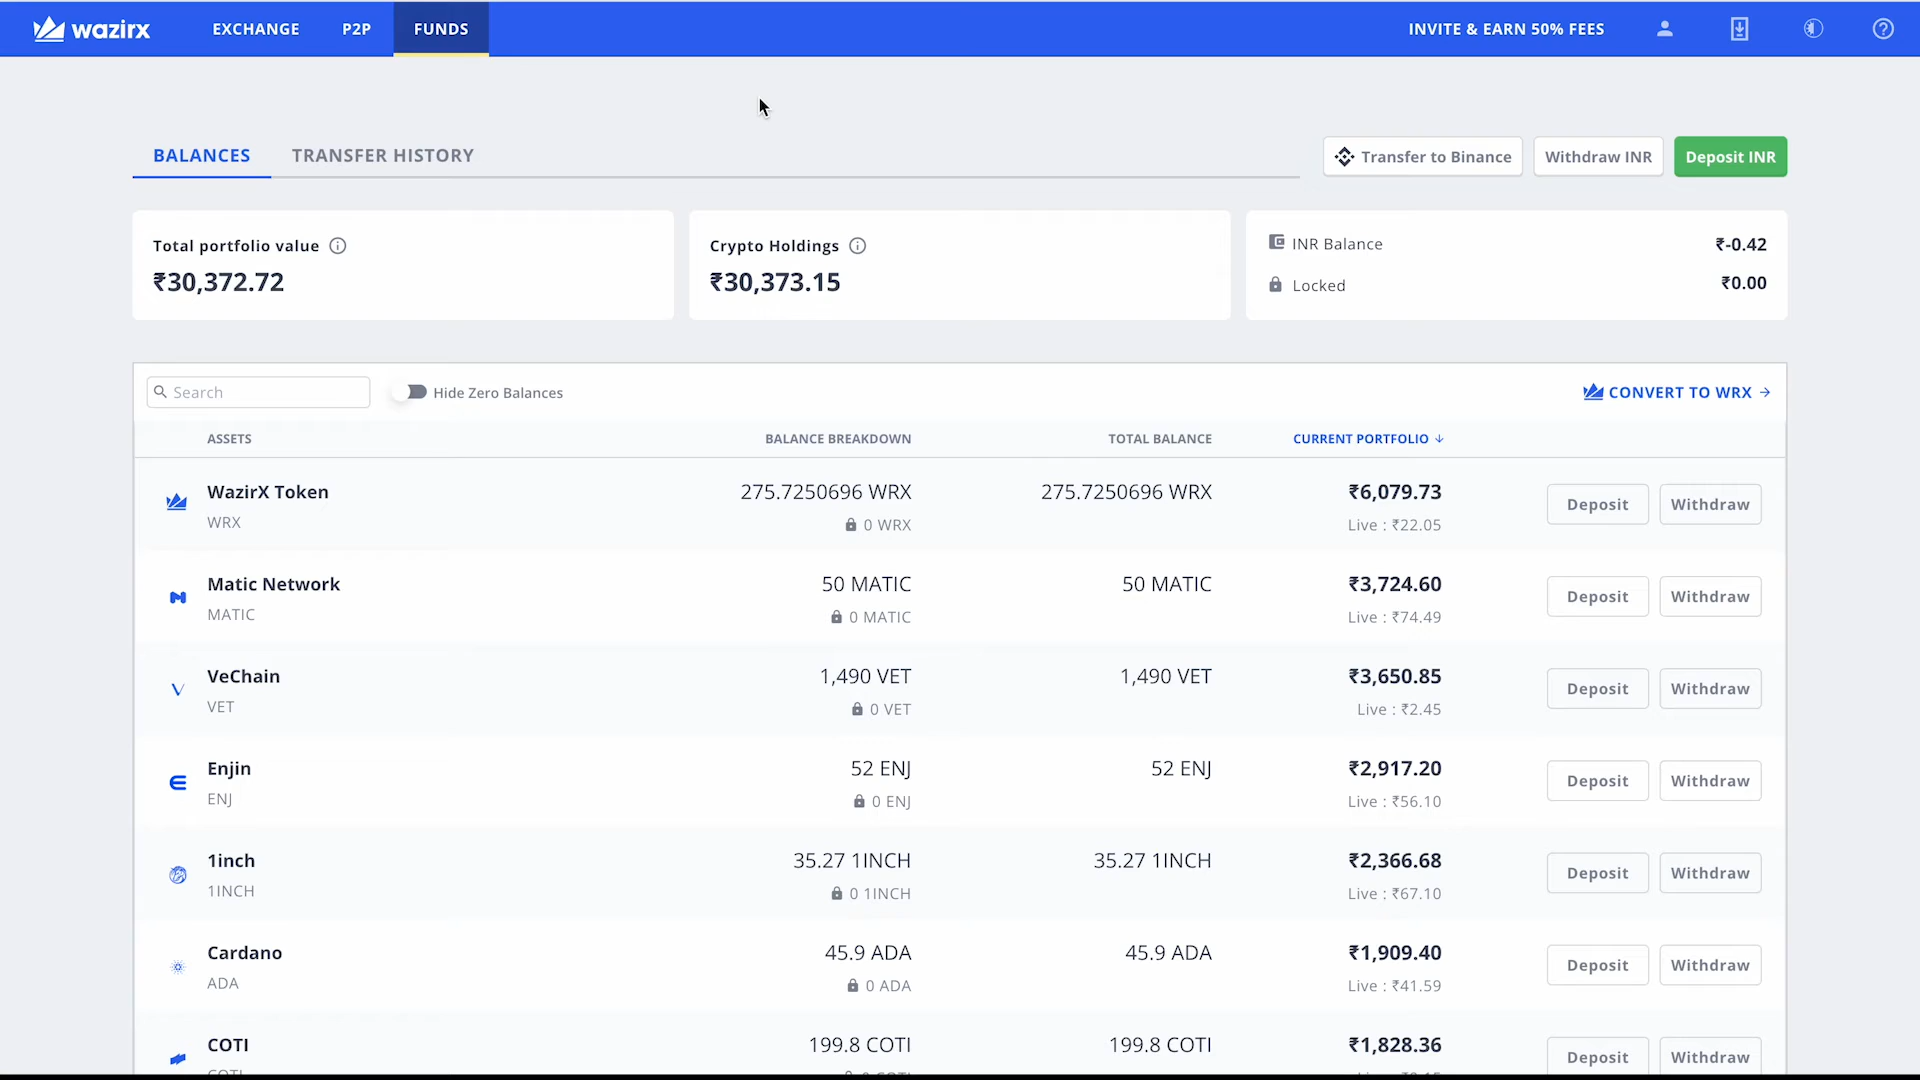 wazirx EXCHANGE P2P FUNDS INVITE & EARN 50% FEES
BALANCES TRANSFER HISTORY Transfer to Binance Withdraw INR Deposit INR
Total portfolio value
₹30,372.72
Crypto Holdings
₹30,373.15
INR Balance ₹-0.42
Locked ₹0.00
Search Hide Zero Balances CONVERT TO WRX →
ASSETS BALANCE BREAKDOWN TOTAL BALANCE CURRENT PORTFOLIO ↓
WazirX Token 275.7250696 WRX 275.7250696 WRX ₹6,079.73 Deposit Withdraw
WRX 0 WRX Live : ₹22.05
Matic Network 50 MATIC 50 MATIC ₹3,724.60 Deposit Withdraw
MATIC 0 MATIC Live : ₹74.49
VeChain 1,490 VET 1,490 VET ₹3,650.85 Deposit Withdraw
VET 0 VET Live : ₹2.45
Enjin 52 ENJ 52 ENJ ₹2,917.20 Deposit Withdraw
ENJ 0 ENJ Live : ₹56.10
1inch 35.27 1INCH 35.27 1INCH ₹2,366.68 Deposit Withdraw
1INCH 0 1INCH Live : ₹67.10
Cardano 45.9 ADA 45.9 ADA ₹1,909.40 Deposit Withdraw
ADA 0 ADA Live : ₹41.59
COTI 199.8 COTI 199.8 COTI ₹1,828.36 Deposit Withdraw